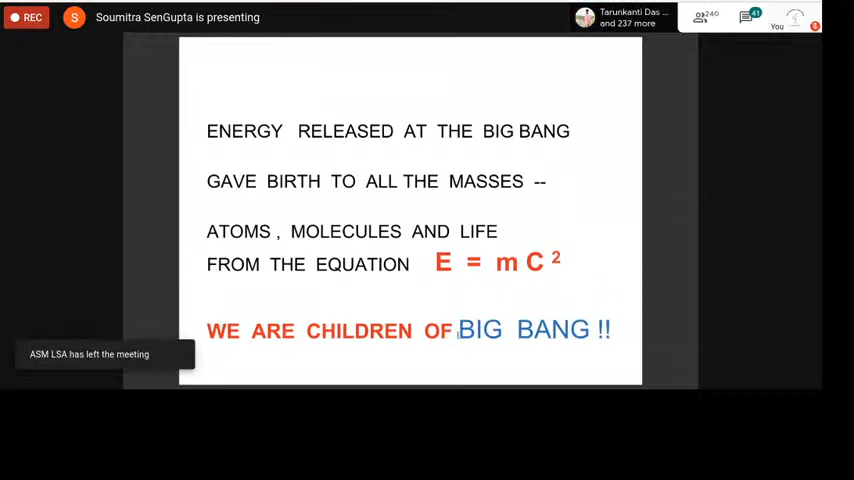 REC
S
Soumitra SenGupta is presenting
Tarunkanti Das ...
and 237 more
246
41
You
ENERGY RELEASED AT THE BIG BANG
GAVE BIRTH TO ALL THE MASSES --
ATOMS , MOLECULES AND LIFE
FROM THE EQUATION E = m C 2
WE ARE CHILDREN OF BIG BANG !!
ASM LSA has left the meeting